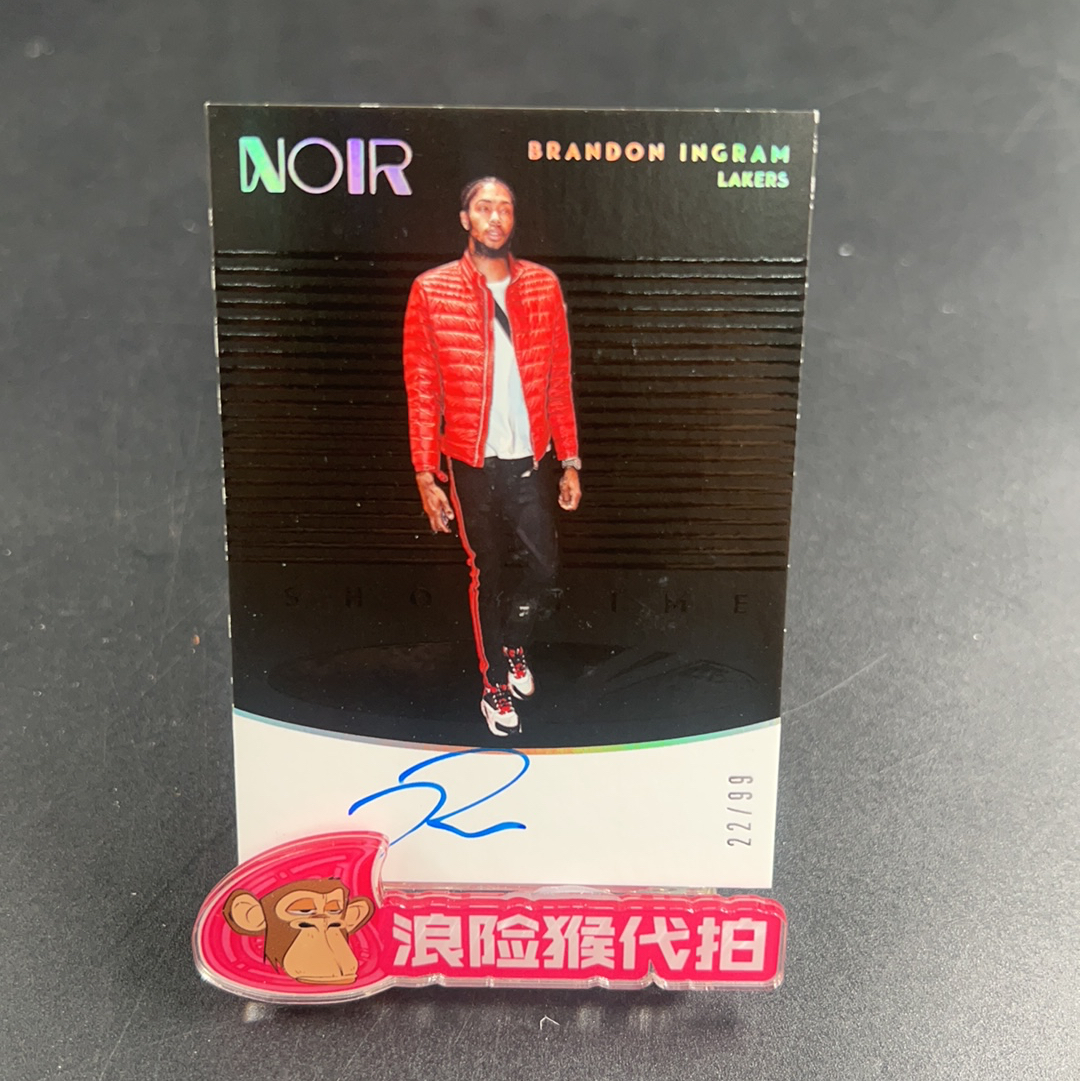 NOIR
BRANDON INGRAM
LAKERS
SHOWTIME
22/99
浪险猴代拍